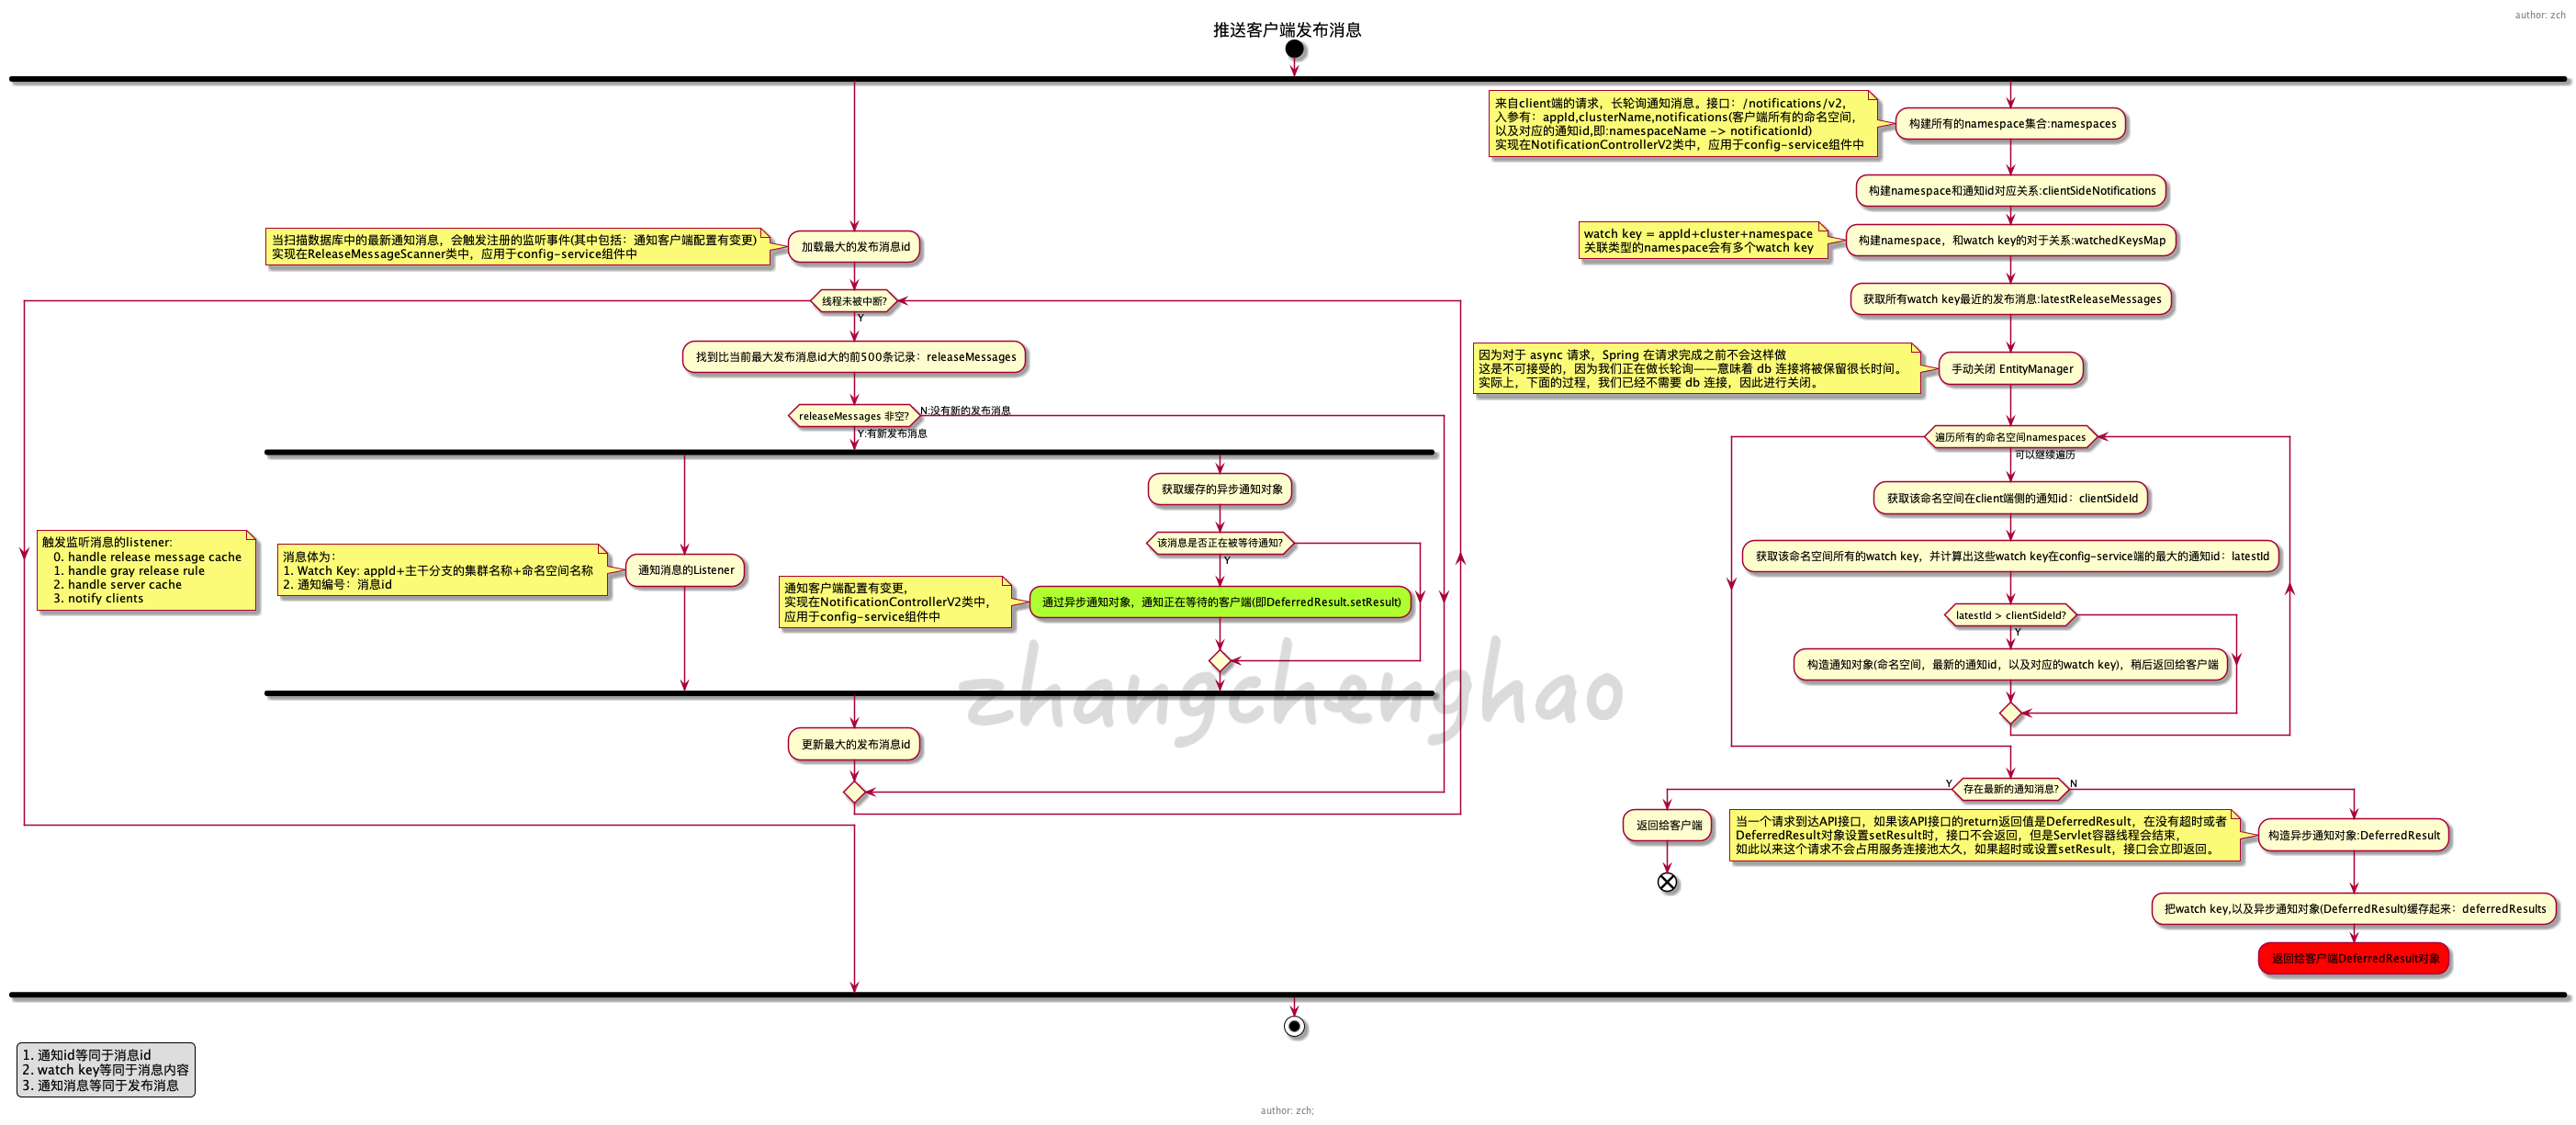 author: zch
推送客户端发布消息
当扫描数据库中的最新通知消息，会触发注册的监听事件(其中包括：通知客户端配置有变更)
实现在ReleaseMessageScanner类中，应用于config-service组件中
加载最大的发布消息id
线程未被中断?
Y
找到比当前最大发布消息id大的前500条记录：releaseMessages
releaseMessages 非空?
N:没有新的发布消息
Y:有新发布消息
触发监听消息的listener:
0. handle release message cache
1. handle gray release rule
2. handle server cache
3. notify clients
消息体为：
1. Watch Key: appId+主干分支的集群名称+命名空间名称
2. 通知编号：消息id
通知消息的Listener
获取缓存的异步通知对象
该消息是否正在被等待通知?
Y
通知客户端配置有变更，
实现在NotificationControllerV2类中，
应用于config-service组件中
通过异步通知对象，通知正在等待的客户端(即DeferredResult.setResult)
更新最大的发布消息id
来自client端的请求，长轮询通知消息。接口：/notifications/v2，
入参有：appId,clusterName,notifications(客户端所有的命名空间，
以及对应的通知id,即:namespaceName -> notificationId)
实现在NotificationControllerV2类中，应用于config-service组件中
构建所有的namespace集合:namespaces
构建namespace和通知id对应关系:clientSideNotifications
watch key = appId+cluster+namespace
关联类型的namespace会有多个watch key
构建namespace，和watch key的对于关系:watchedKeysMap
获取所有watch key最近的发布消息:latestReleaseMessages
因为对于 async 请求，Spring 在请求完成之前不会这样做
这是不可接受的，因为我们正在做长轮询——意味着 db 连接将被保留很长时间。
实际上，下面的过程，我们已经不需要 db 连接，因此进行关闭。
手动关闭 EntityManager
遍历所有的命名空间namespaces
可以继续遍历
获取该命名空间在client端侧的通知id：clientSideId
获取该命名空间所有的watch key，并计算出这些watch key在config-service端的最大的通知id：latestId
latestId > clientSideId?
Y
构造通知对象(命名空间，最新的通知id，以及对应的watch key)，稍后返回给客户端
存在最新的通知消息?
Y
N
返回给客户端
当一个请求到达API接口，如果该API接口的return返回值是DeferredResult，在没有超时或者
DeferredResult对象设置setResult时，接口不会返回，但是Servlet容器线程会结束，
如此以来这个请求不会占用服务连接池太久，如果超时或设置setResult，接口会立即返回。
构造异步通知对象:DeferredResult
把watch key,以及异步通知对象(DeferredResult)缓存起来：deferredResults
返回给客户端DeferredResult对象
zhangchenghao
1. 通知id等同于消息id
2. watch key等同于消息内容
3. 通知消息等同于发布消息
author: zch;